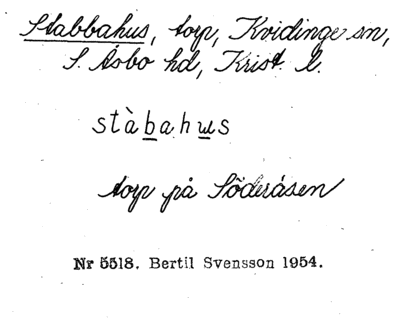 Stabbahus, torp, Kvidinge sn,
S. Åsbo hd, Krist. l.
stàbahus
torp på Söderåsen
Nr 5518. Bertil Svensson 1954.